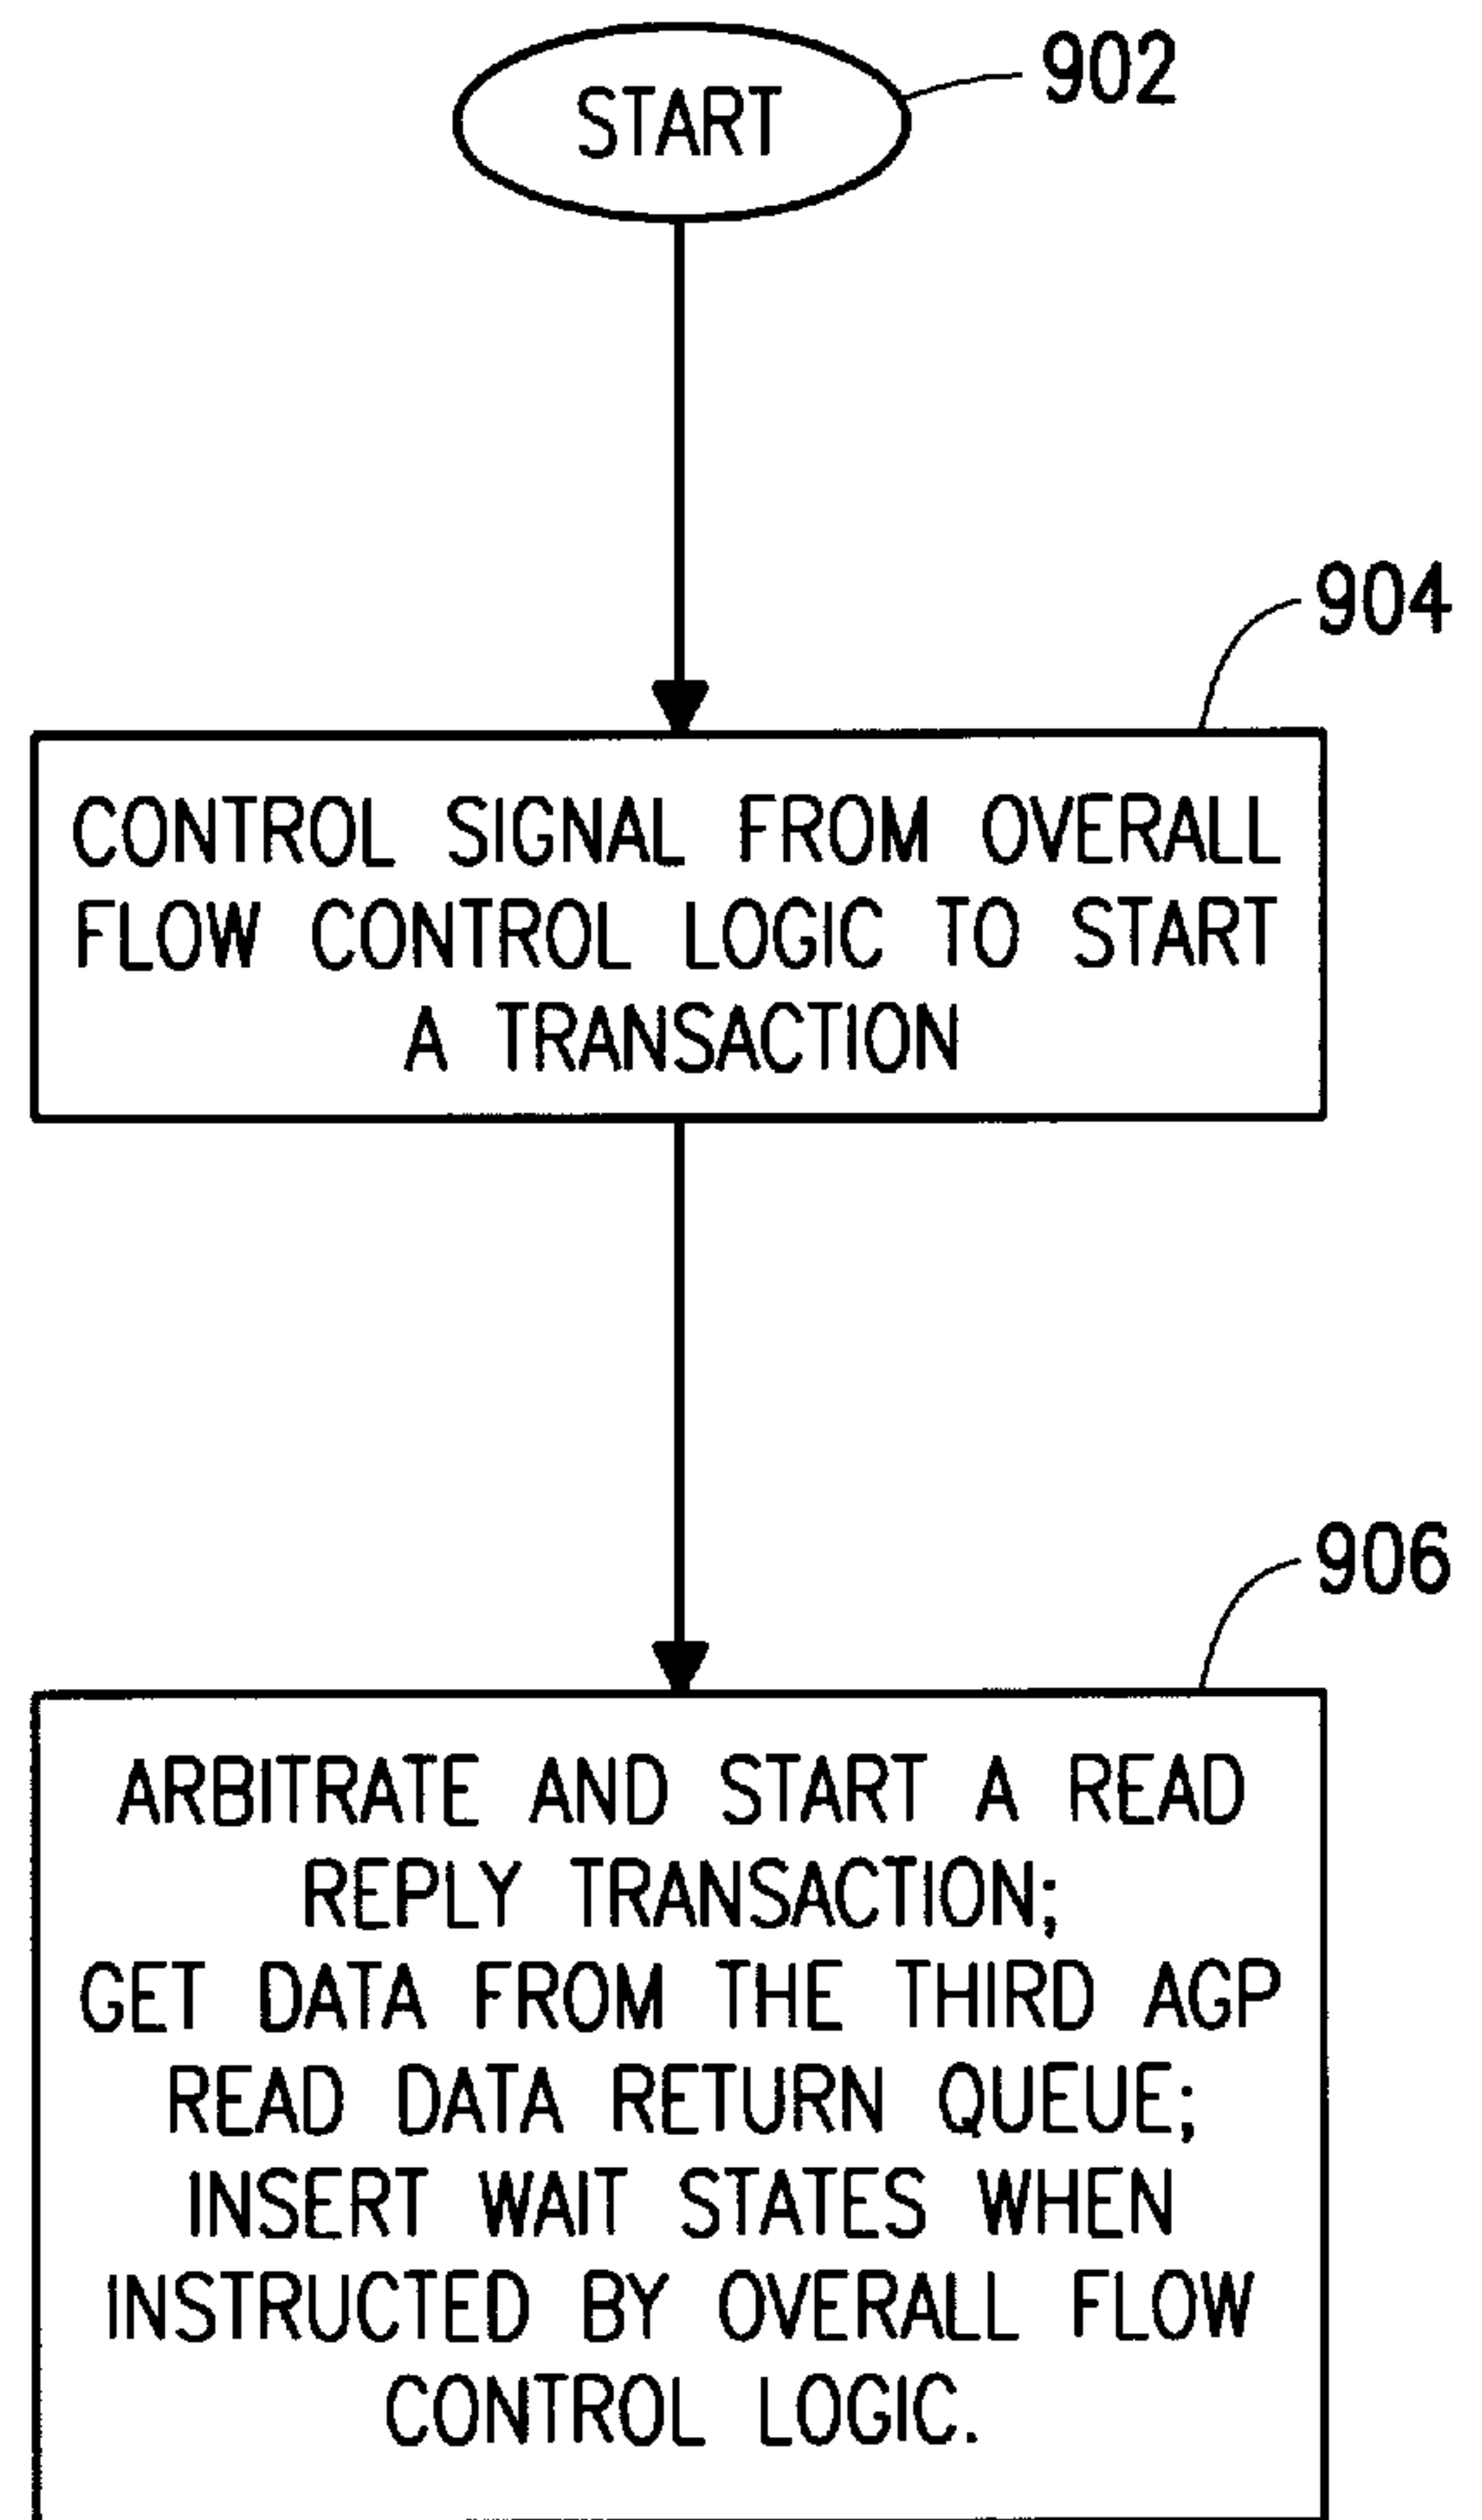 START
902
904
CONTROL SIGNAL FROM OVERALL
FLOW CONTROL LOGIC TO START
A TRANSACTION
906
ARBITRATE AND START A READ
REPLY TRANSACTION;
GET DATA FROM THE THIRD AGP
READ DATA RETURN QUEUE;
INSERT WAIT STATES WHEN
INSTRUCTED BY OVERALL FLOW
CONTROL LOGIC.